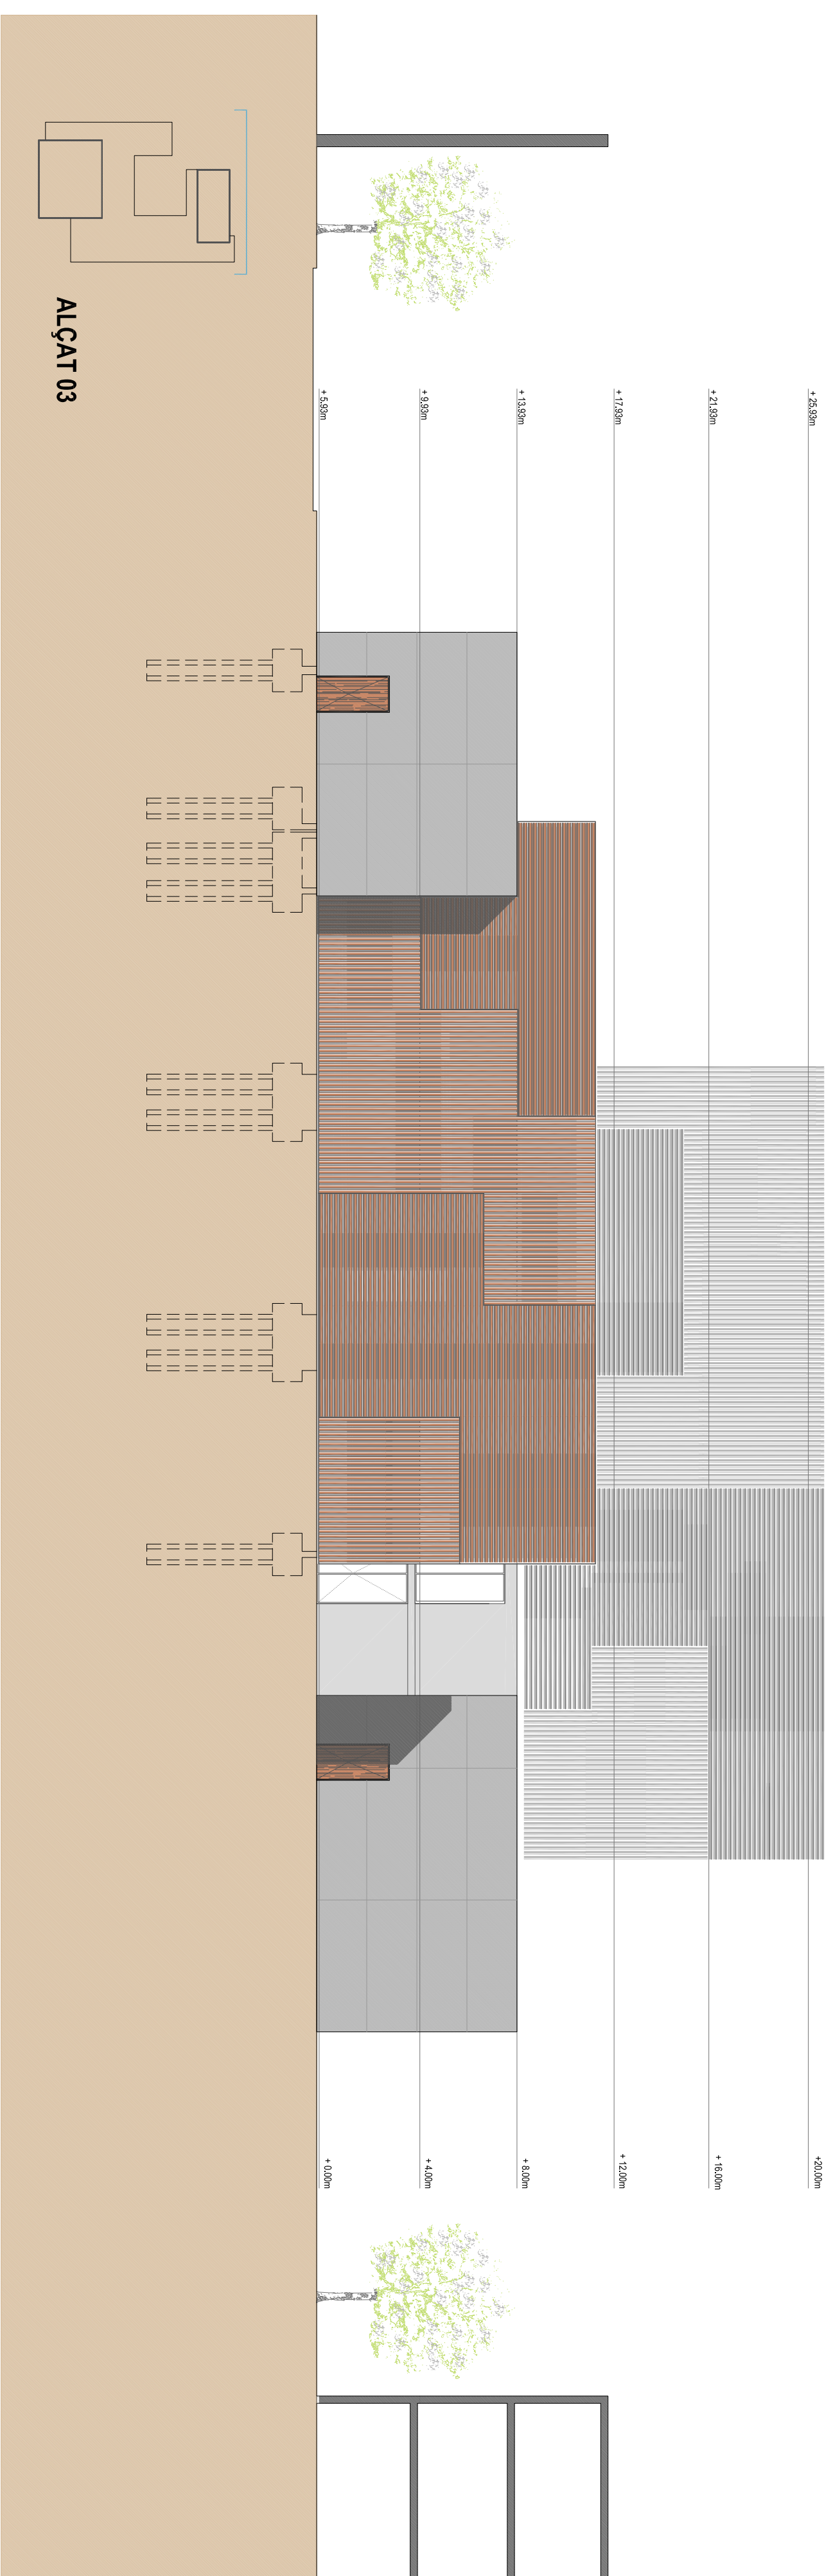 + 25.93m
+ 21.93m
+ 17.93m
+ 13.93m
+ 9.93m
+ 5.93m
+20.00m
+ 16.00m
+ 12.00m
+ 8.00m
+ 4.00m
+ 0.00m
ALÇAT 03